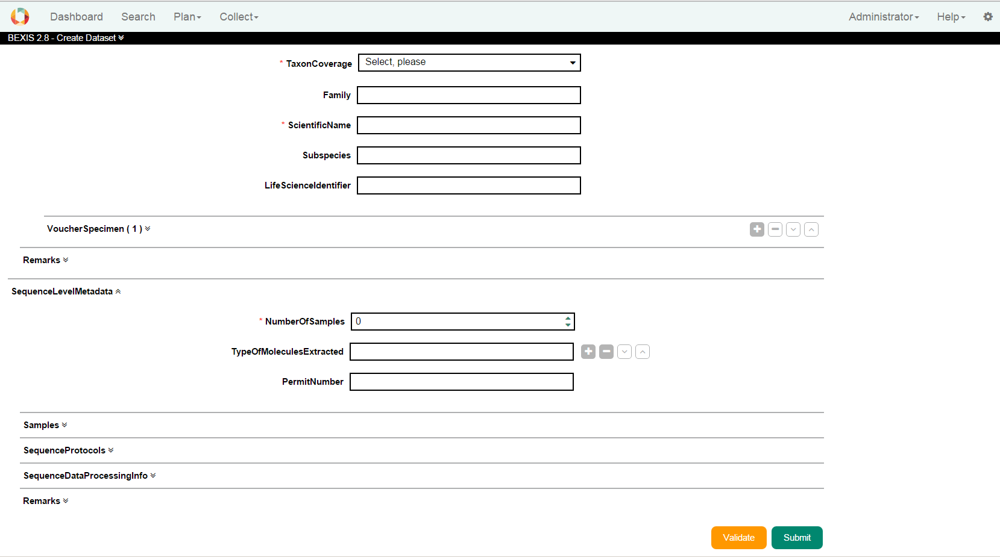 Dashboard Search Plan Collect Administrator Help
BEXIS 2.8 - Create Dataset
* TaxonCoverage Select, please
Family
* ScientificName
Subspecies
LifeScienceIdentifier
VoucherSpecimen ( 1 )
Remarks
SequenceLevelMetadata
* NumberOfSamples 0
TypeOfMoleculesExtracted
PermitNumber
Samples
SequenceProtocols
SequenceDataProcessingInfo
Remarks
Validate Submit